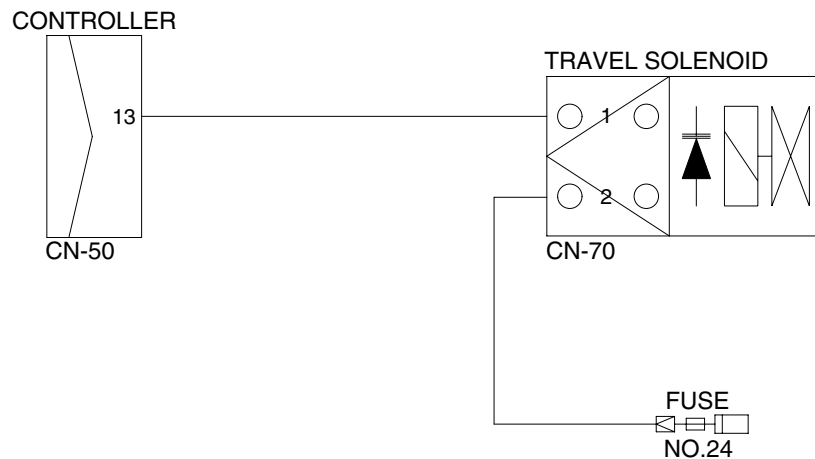 CONTROLLER
13
CN-50
TRAVEL SOLENOID
1
2
CN-70
FUSE
NO.24